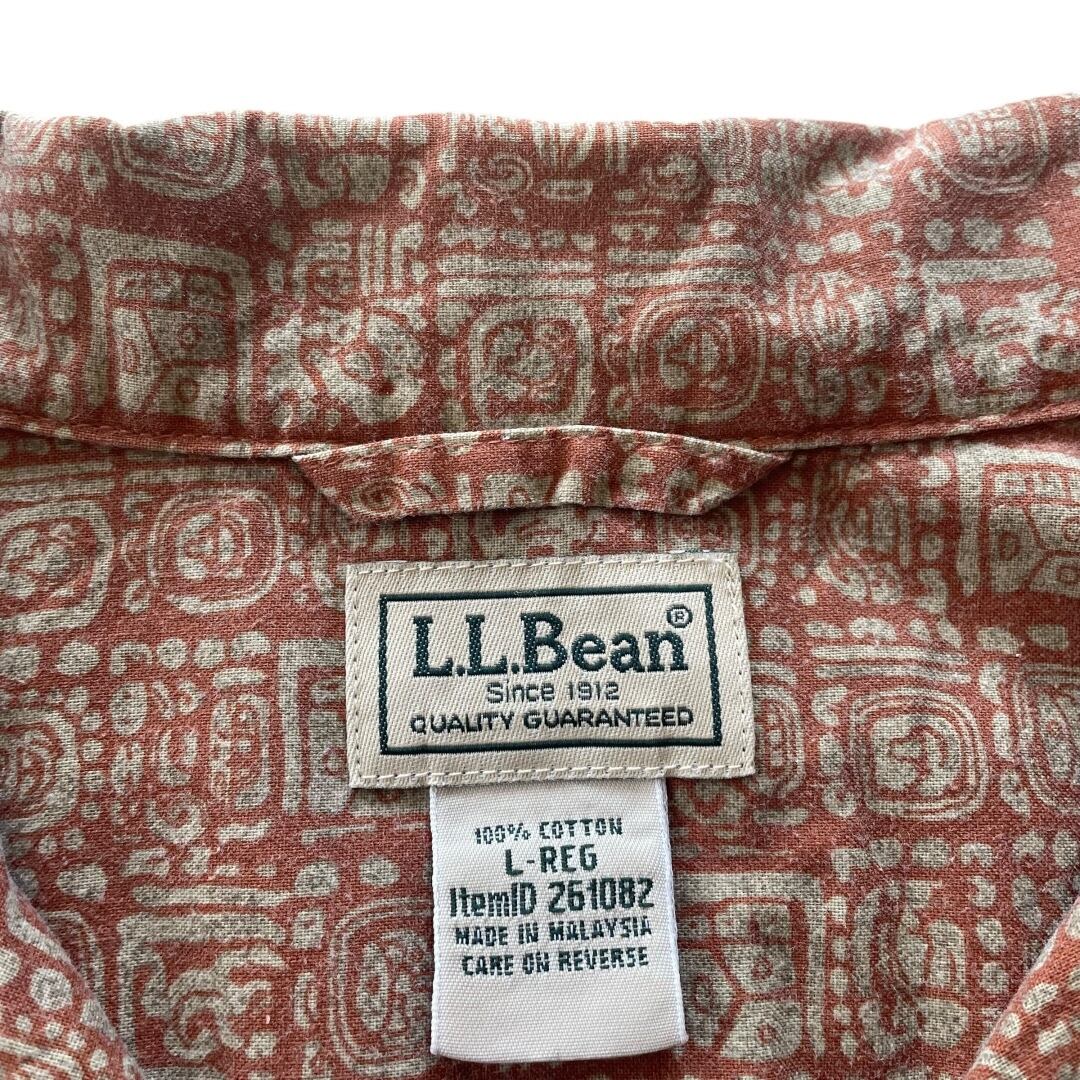 L.L.Bean®
Since 1912
QUALITY GUARANTEED
100% COTTON
L-REG
ItemID 261082
MADE IN MALAYSIA
CARE ON REVERSE